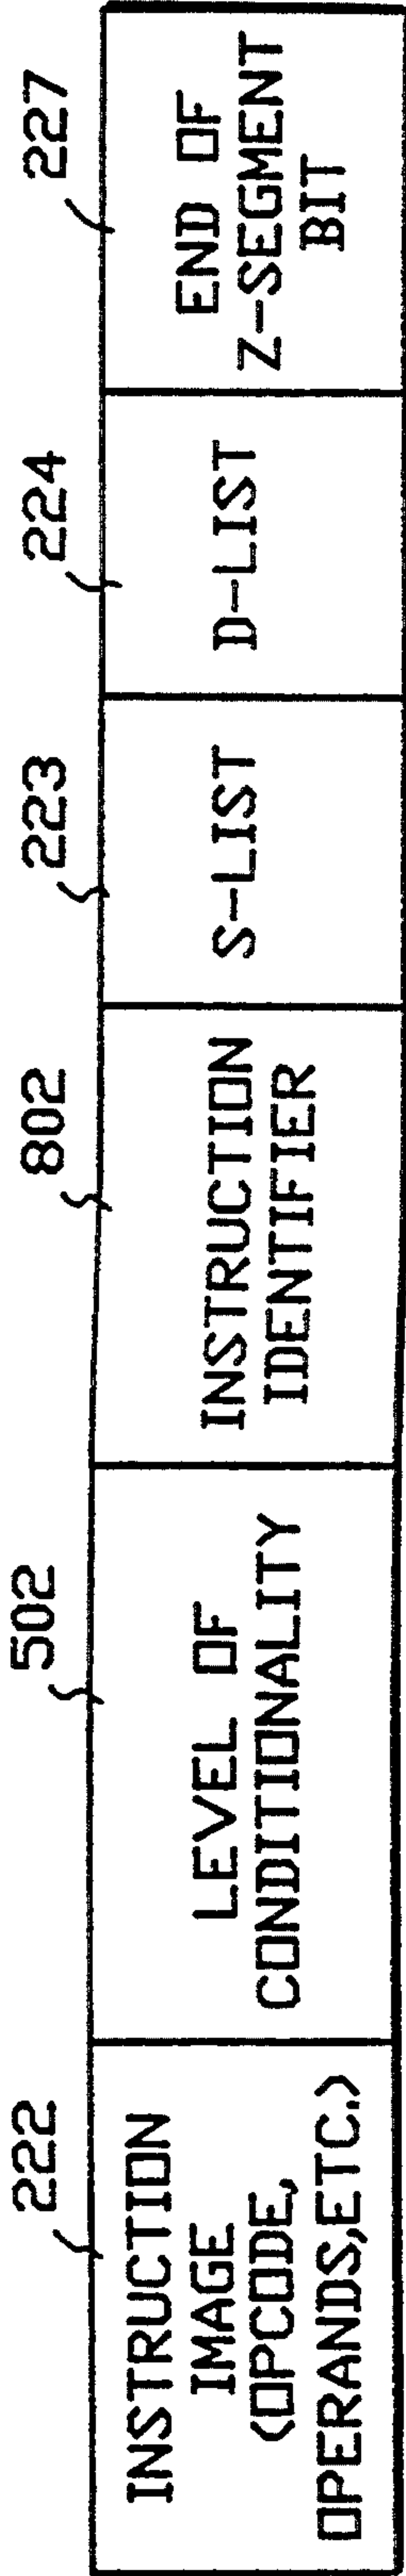 222
502
802
223
224
227
INSTRUCTION
IMAGE
(OPCODE,
OPERANDS,ETC.)
LEVEL OF
CONDITIONALITY
INSTRUCTION
IDENTIFIER
S-LIST
D-LIST
END OF
Z-SEGMENT
BIT